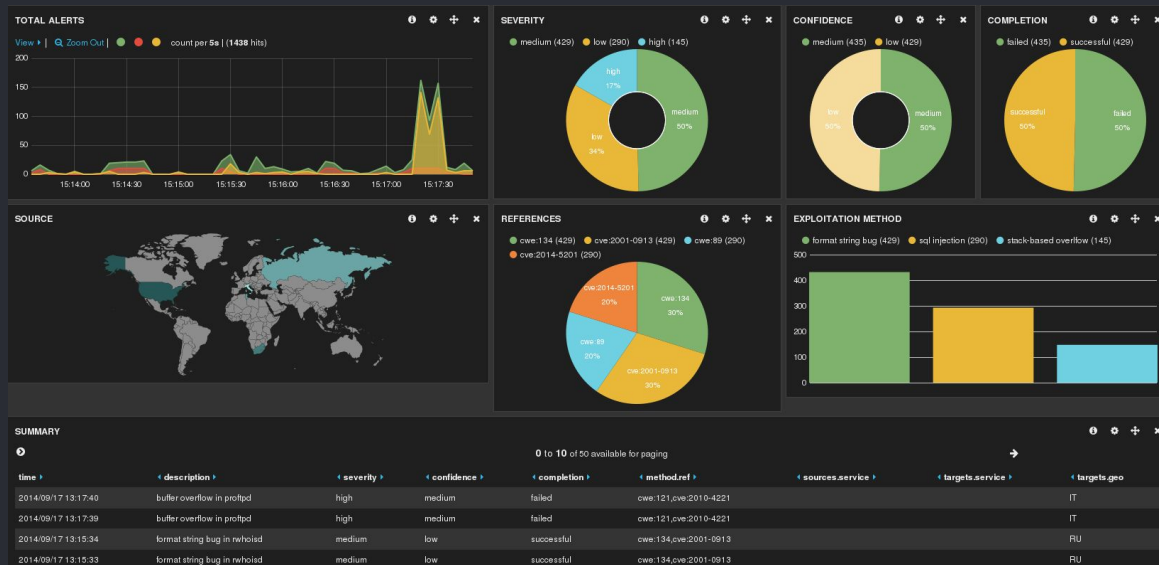 TOTAL ALERTS
View | Zoom Out | count per 5s | (1438 hits)
200
150
100
50
0
15:14:00 15:14:30 15:15:00 15:15:30 15:16:00 15:16:30 15:17:00 15:17:30
SEVERITY
medium (429) low (290) high (145)
high
17%
medium
50%
low
34%
CONFIDENCE
medium (435) low (429)
low
50%
medium
50%
COMPLETION
failed (435) successful (429)
successful
50%
failed
50%
SOURCE
REFERENCES
cwe:134 (429) cve:2001-0913 (429) cwe:89 (290)
cve:2014-5201 (290)
cve:2014-5201
20%
cwe:134
30%
cwe:89
20%
cve:2001-0913
30%
EXPLOITATION METHOD
format string bug (429) sql injection (290) stack-based overflow (145)
500
400
300
200
100
0
SUMMARY
0 to 10 of 50 available for paging
time description severity confidence completion method.ref sources.service targets.service targets.geo
2014/09/17 13:17:40 buffer overflow in proftpd high medium failed cwe:121,cve:2010-4221 IT
2014/09/17 13:17:39 buffer overflow in proftpd high medium failed cwe:121,cve:2010-4221 IT
2014/09/17 13:15:34 format string bug in rwhoisd medium low successful cwe:134,cve:2001-0913 RU
2014/09/17 13:15:33 format string bug in rwhoisd medium low successful cwe:134,cve:2001-0913 RU